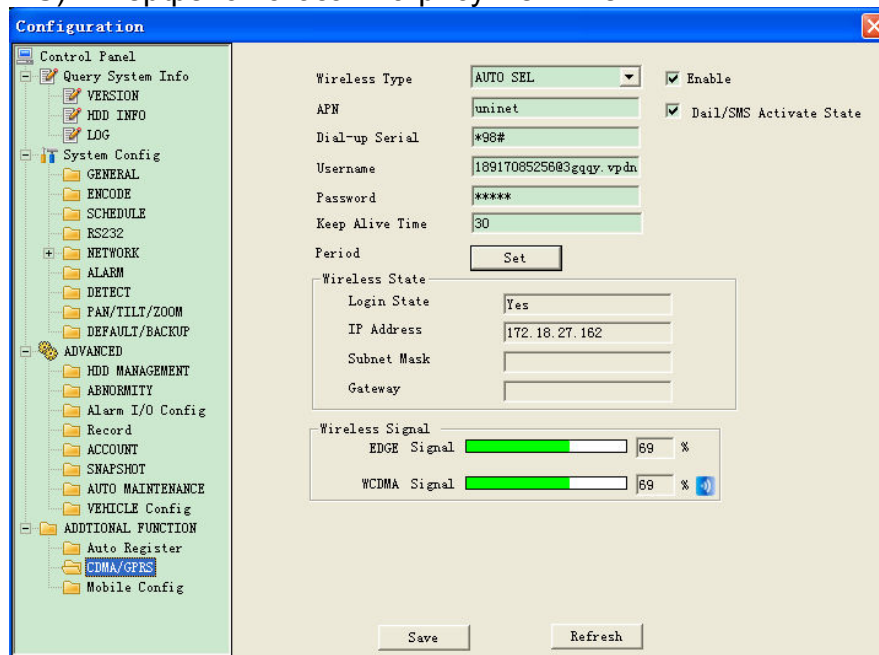 Configuration
Control Panel
Query System Info
VERSION
HDD INFO
LOG
System Config
GENERAL
ENCODE
SCHEDULE
RS232
NETWORK
ALARM
DETECT
PAN/TILT/ZOOM
DEFAULT/BACKUP
ADVANCED
HDD MANAGEMENT
ABNORMITY
Alarm I/O Config
Record
ACCOUNT
SNAPSHOT
AUTO MAINTENANCE
VEHICLE Config
ADDTIONAL FUNCTION
Auto Register
CDMA/GPRS
Mobile Config
Wireless Type AUTO SEL Enable
APN uninet Dail/SMS Activate State
Dial-up Serial *98#
Username 18917085256@3gqqy.vpdn
Password *****
Keep Alive Time 30
Period Set
Wireless State
Login State Yes
IP Address 172.18.27.162
Subnet Mask
Gateway
Wireless Signal
EDGE Signal 69 %
WCDMA Signal 69 %
Save Refresh